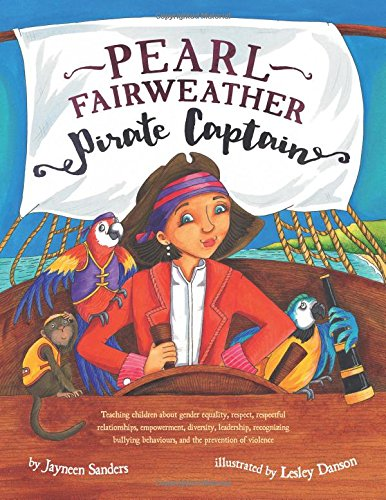 PEARL
FAIRWEATHER
Pirate Captain
Teaching children about gender equality, respect, respectful
relationships, empowerment, diversity, leadership, recognizing
bullying behaviours, and the prevention of violence
by Jayneen Sanders
illustrated by Lesley Danson